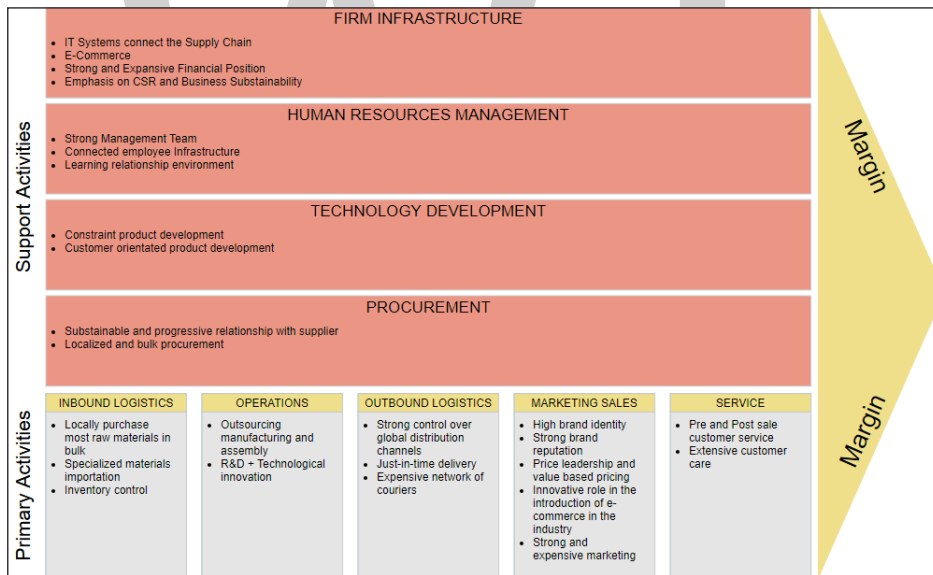 FIRM INFRASTRUCTURE
• IT Systems connect the Supply Chain
• E-Commerce
• Strong and Expansive Financial Position
• Emphasis on CSR and Business Substainability
Support Activities
HUMAN RESOURCES MANAGEMENT
• Strong Management Team
• Connected employee Infrastructure
• Learning relationship environment
TECHNOLOGY DEVELOPMENT
• Constraint product development
• Customer orientated product development
PROCUREMENT
• Substainable and progressive relationship with supplier
• Localized and bulk procurement
Margin
Primary Activities
INBOUND LOGISTICS
• Locally purchase
most raw materials in
bulk
• Specialized materials
importation
• Inventory control
OPERATIONS
• Outsourcing
manufacturing and
assembly
• R&D + Technological
innovation
OUTBOUND LOGISTICS
• Strong control over
global distribution
channels
• Just-in-time delivery
• Expensive network of
couriers
MARKETING SALES
• High brand identity
• Strong brand
reputation
• Price leadership and
value based pricing
• Innovative role in the
introduction of e-
commerce in the
industry
• Strong and
expensive marketing
SERVICE
• Pre and Post sale
customer service
• Extensive customer
care
Margin